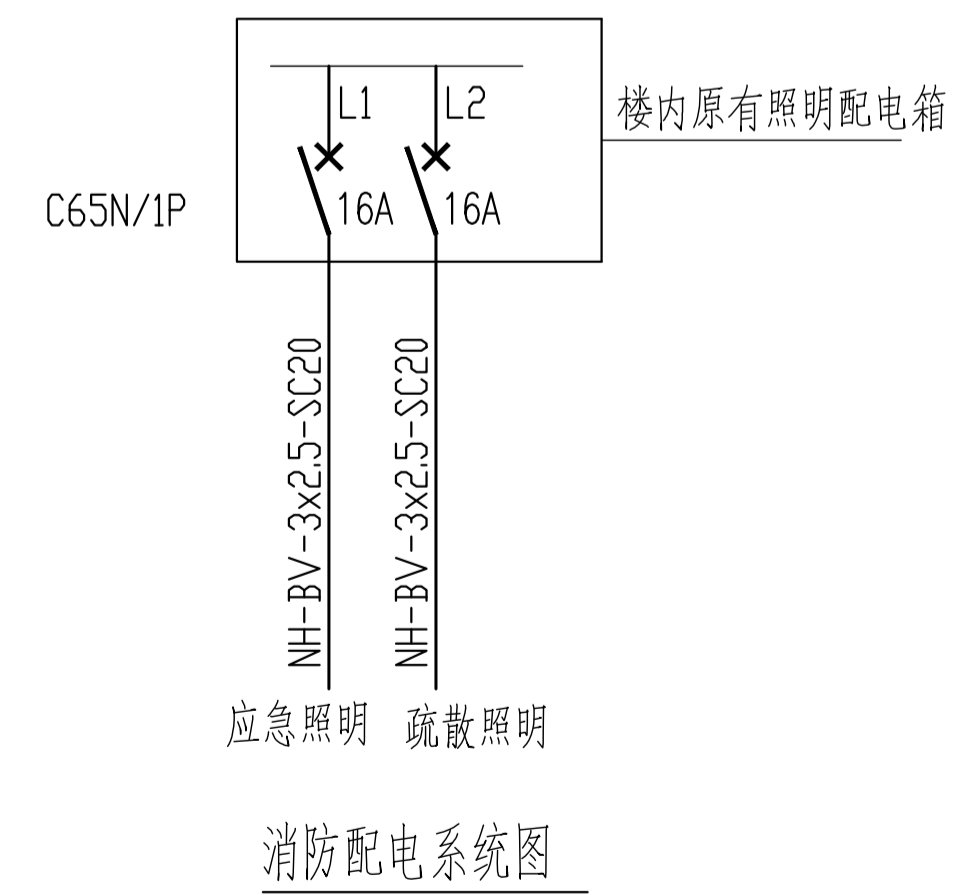 L1
L2
楼内原有照明配电箱
C65N/1P
16A
16A
NH-BV-3x2.5-SC20
NH-BV-3x2.5-SC20
应急照明
疏散照明
消防配电系统图